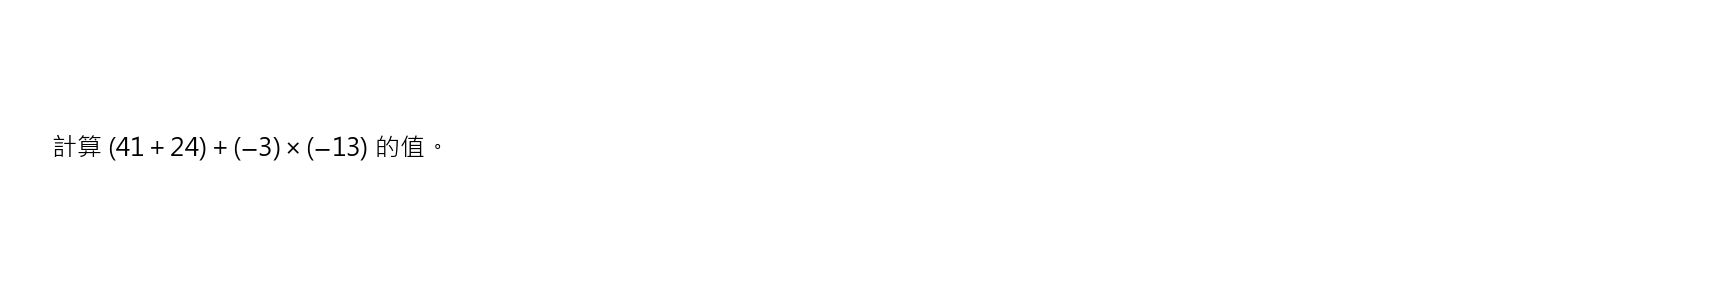 計算 (41 + 24) + (−3) × (−13) 的值。